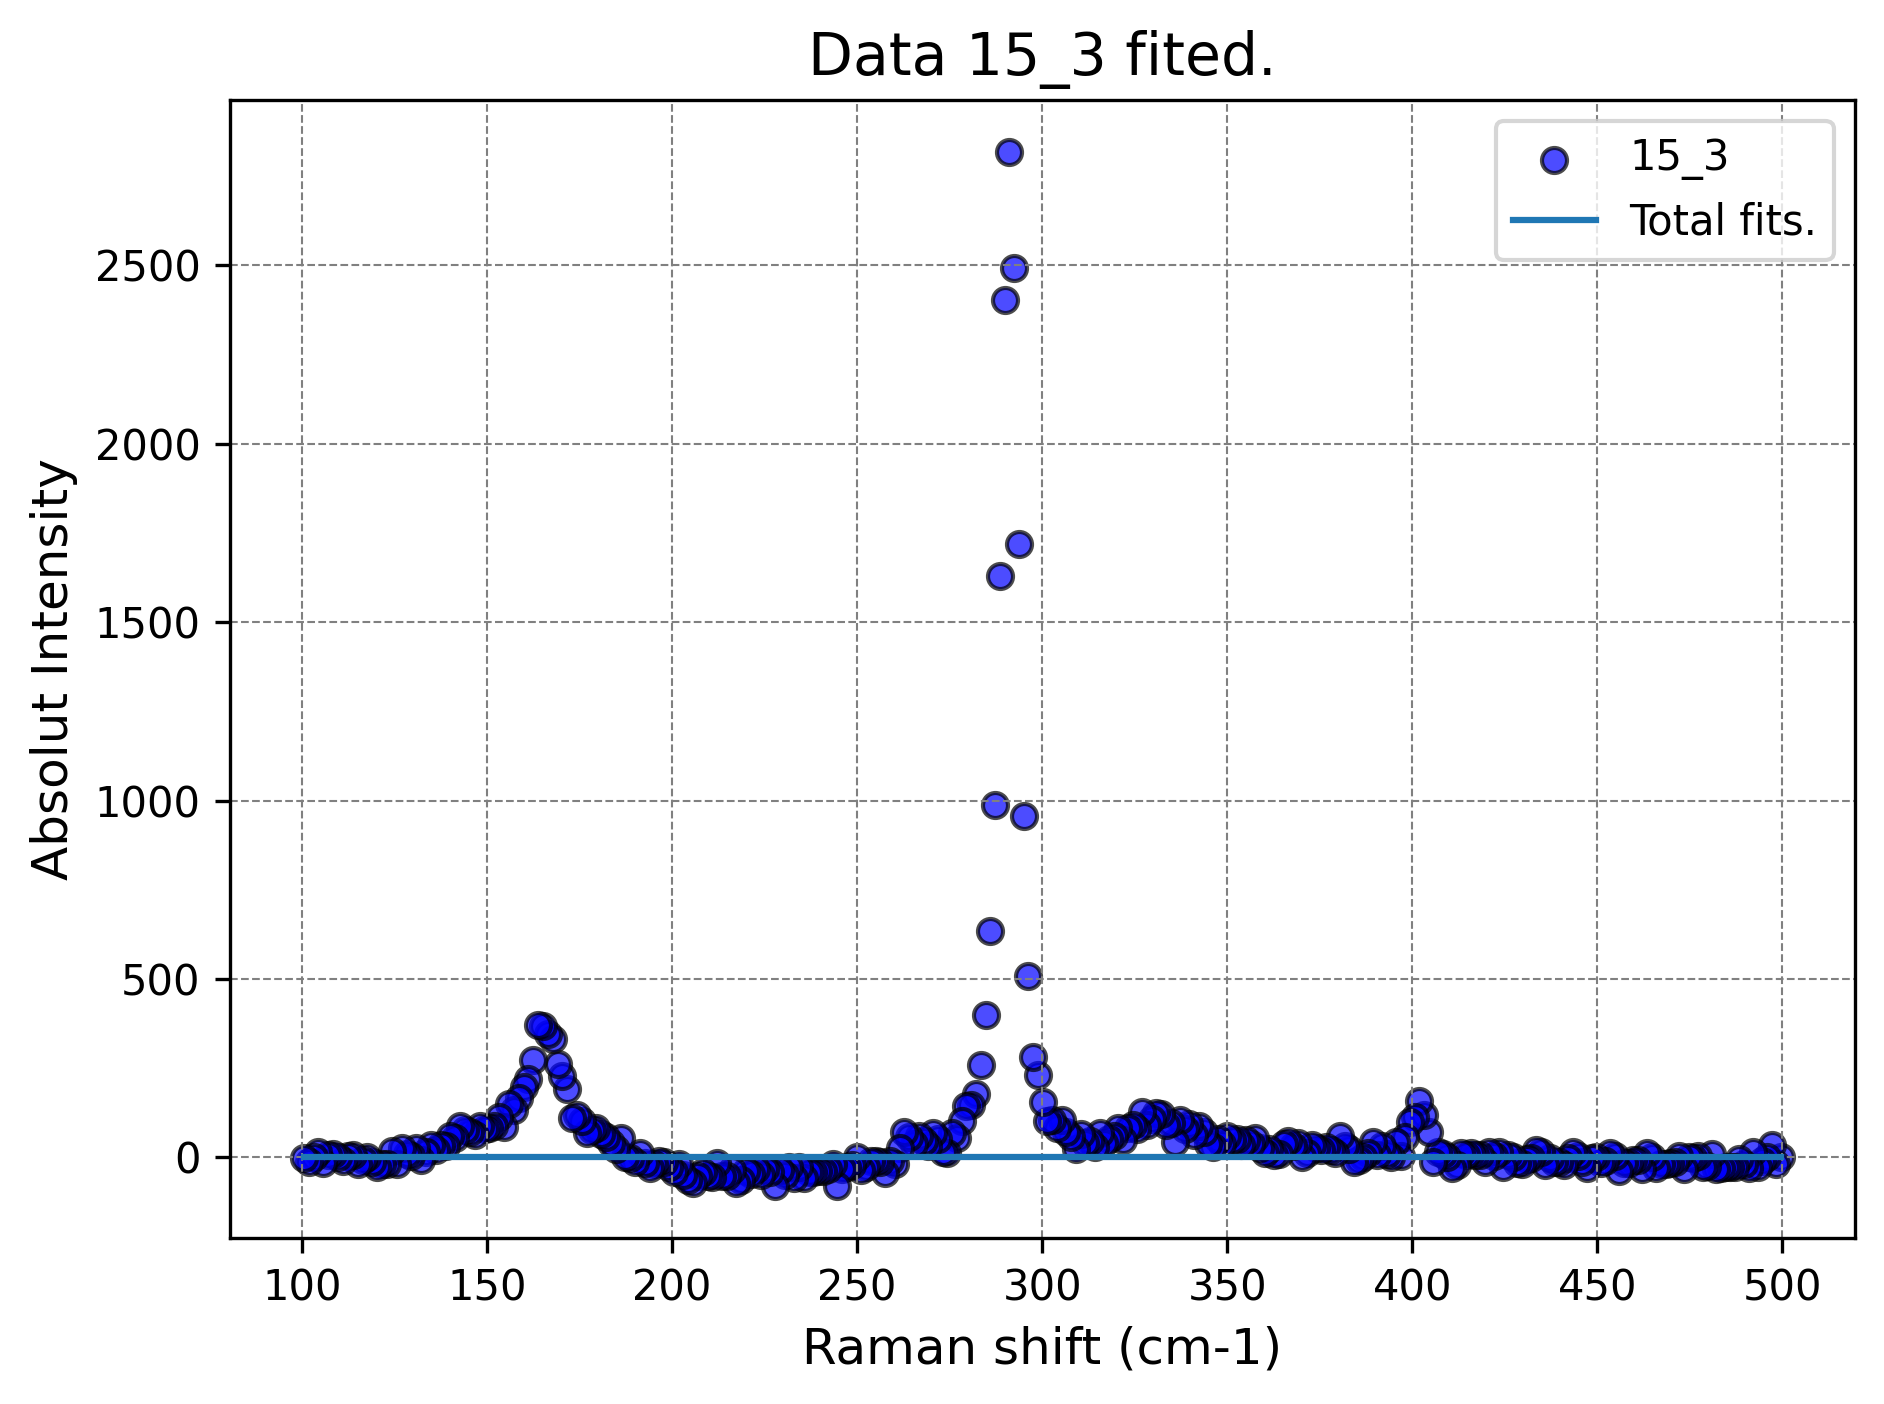 Data 15_3 fited.
15_3
Total fits.
Absolut Intensity
2500
2000
1500
1000
500
0
100 150 200 250 300 350 400 450 500
Raman shift (cm-1)